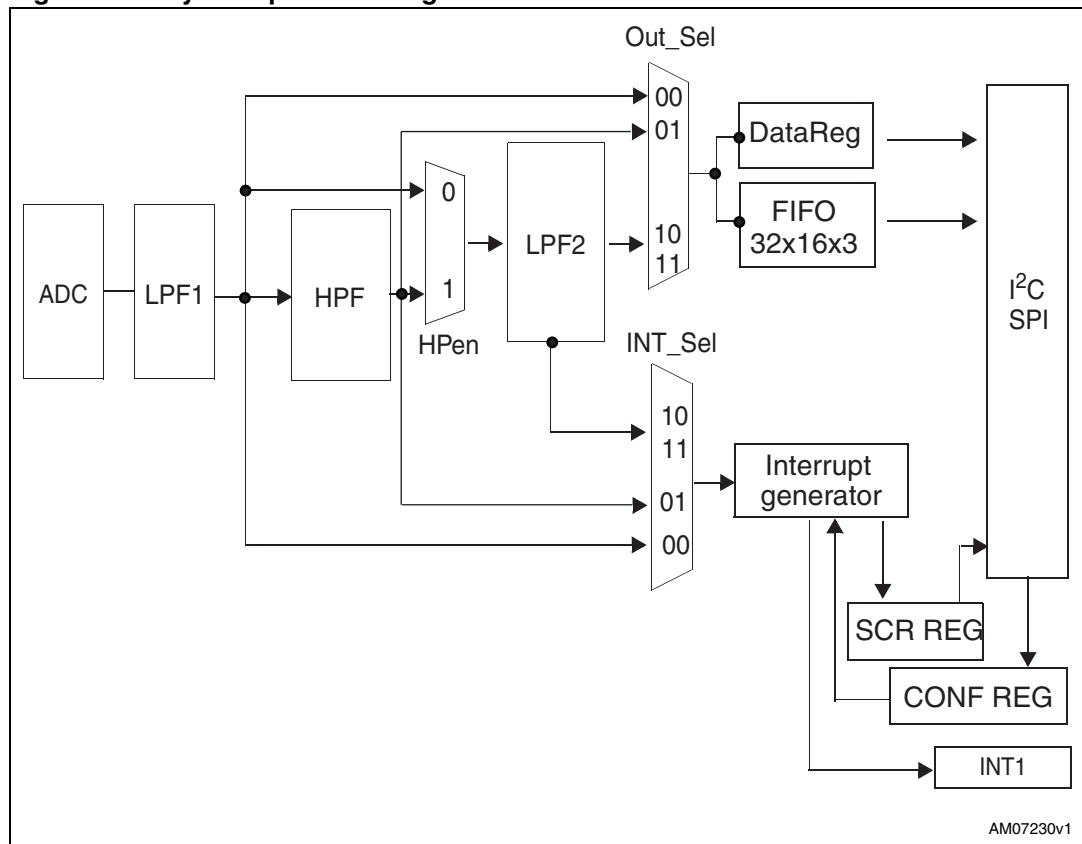 Out_Sel
00
01
10
11
DataReg
FIFO
32x16x3
I2C
SPI
ADC
LPF1
HPF
0
1
HPen
LPF2
INT_Sel
10
11
01
00
Interrupt
generator
SCR REG
CONF REG
INT1
AM07230v1